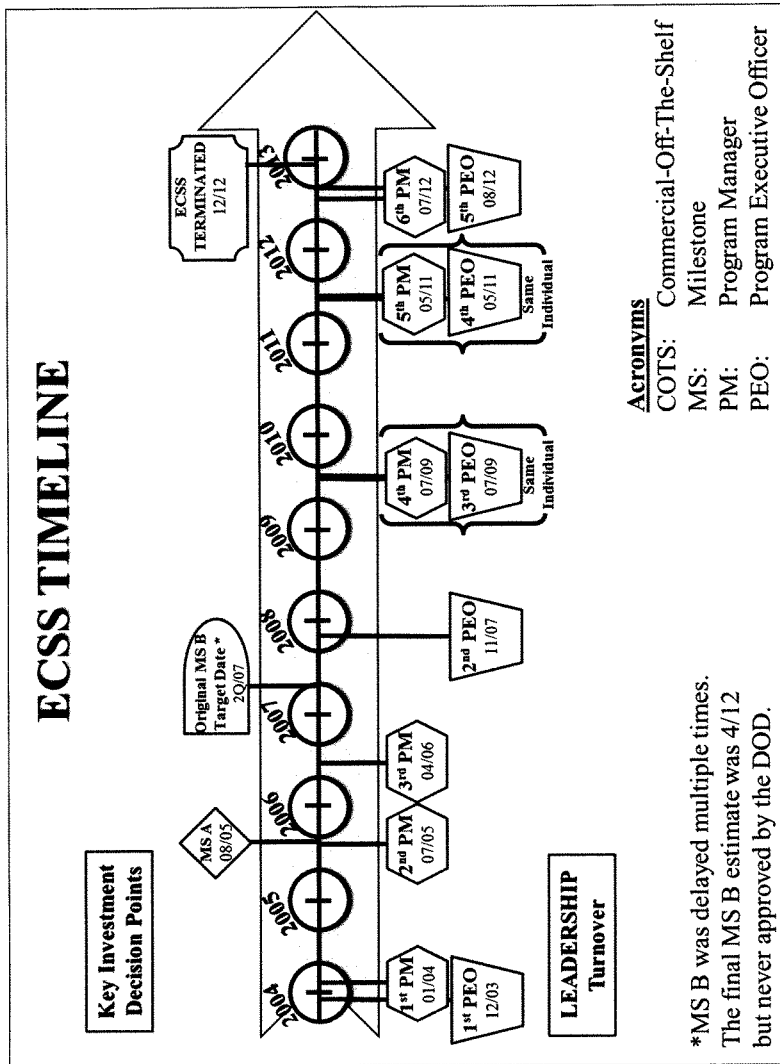 ECSS TIMELINE
Key Investment
Decision Points
MS A
08/05
Original MS B
Target Date *
2Q/07
ECSS
TERMINATED
12/12
2004
2005
2006
2007
2008
2009
2010
2011
2012
2013
1st PM
01/04
1st PEO
12/03
2nd PM
07/05
3rd PM
04/06
2nd PEO
11/07
4th PM
07/09
3rd PEO
07/09
Same
Individual
5th PM
05/11
4th PEO
05/11
Same
Individual
6th PM
07/12
5th PEO
08/12
LEADERSHIP
Turnover
*MS B was delayed multiple times.
The final MS B estimate was 4/12
but never approved by the DOD.
Acronyms
COTS: Commercial-Off-The-Shelf
MS: Milestone
PM: Program Manager
PEO: Program Executive Officer